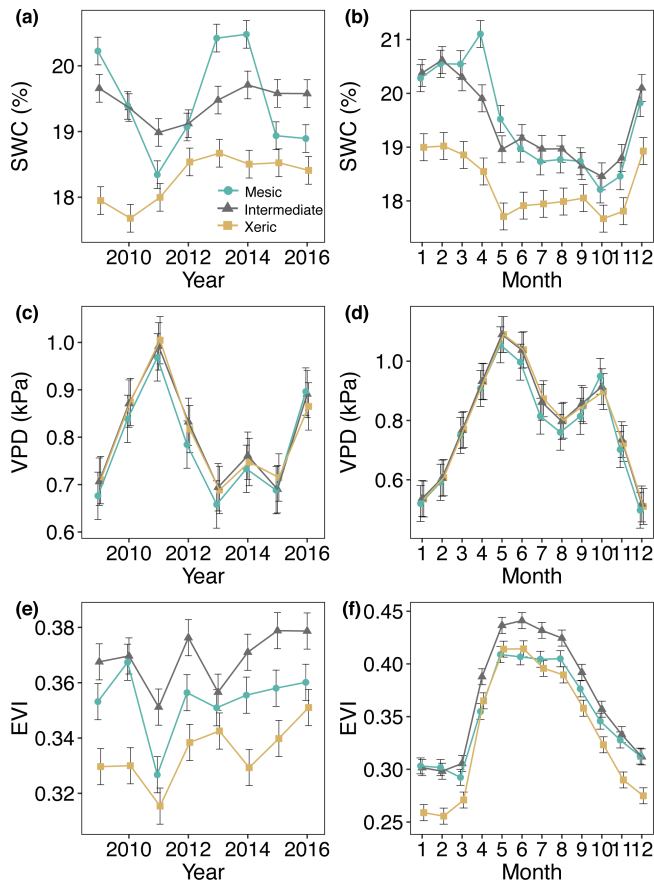 (a)
SWC (%)
20
19
18
Mesic
Intermediate
Xeric
2010 2012 2014 2016
Year
(b)
SWC (%)
21
20
19
18
1 2 3 4 5 6 7 8 9 10 11 12
Month
(c)
VPD (kPa)
1.0
0.9
0.8
0.7
0.6
2010 2012 2014 2016
Year
(d)
VPD (kPa)
1.0
0.8
0.6
1 2 3 4 5 6 7 8 9 10 11 12
Month
(e)
EVI
0.38
0.36
0.34
0.32
2010 2012 2014 2016
Year
(f)
EVI
0.45
0.40
0.35
0.30
0.25
1 2 3 4 5 6 7 8 9 10 11 12
Month